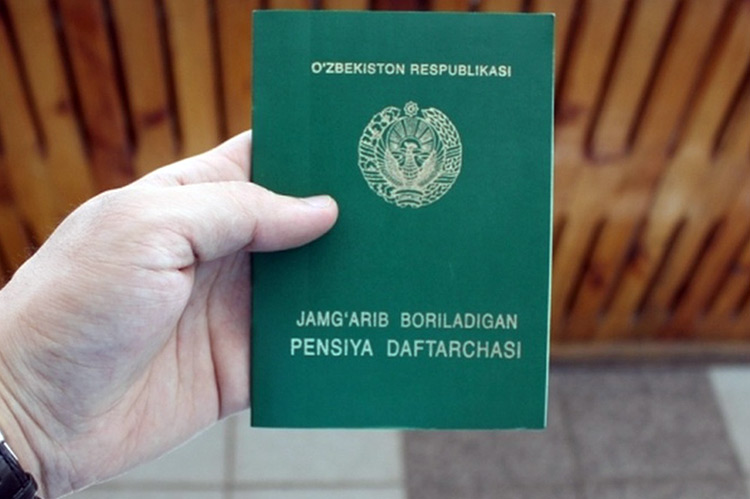 O'ZBEKISTON RESPUBLIKASI
JAMG'ARIB BORILADIGAN
PENSIYA DAFTARCHASI